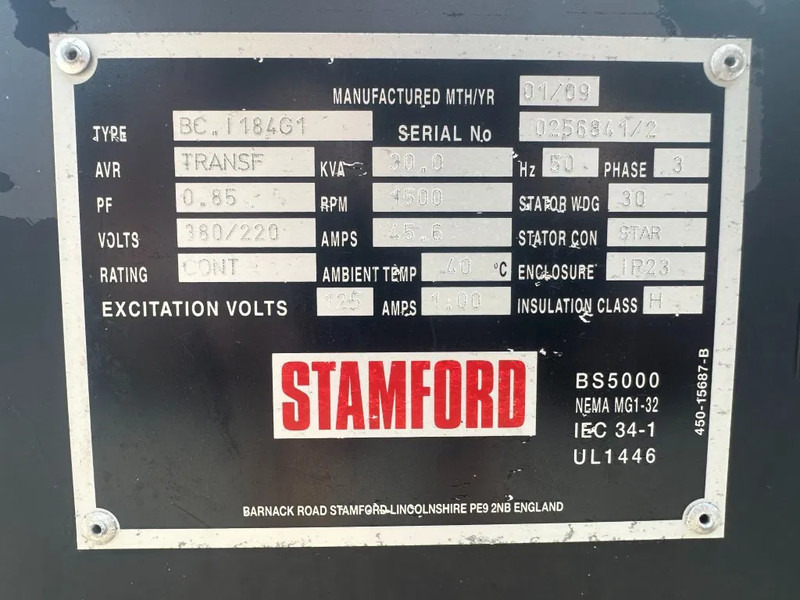 MANUFACTURED MTH/YR 01/09
TYPE BC.I184G1 SERIAL No 0256841/2
AVR TRANSF KVA 30.0 Hz 50 PHASE 3
PF 0.85 RPM 1500 STATOR WDG 30
VOLTS 380/220 AMPS 45.6 STATOR CON STAR
RATING CONT AMBIENT TEMP 40 °C ENCLOSURE IP23
EXCITATION VOLTS 125 AMPS 1.00 INSULATION CLASS H
STAMFORD
BS5000
NEMA MG1-32
IEC 34-1
UL1446
450-15687-B
BARNACK ROAD STAMFORD LINCOLNSHIRE PE9 2NB ENGLAND